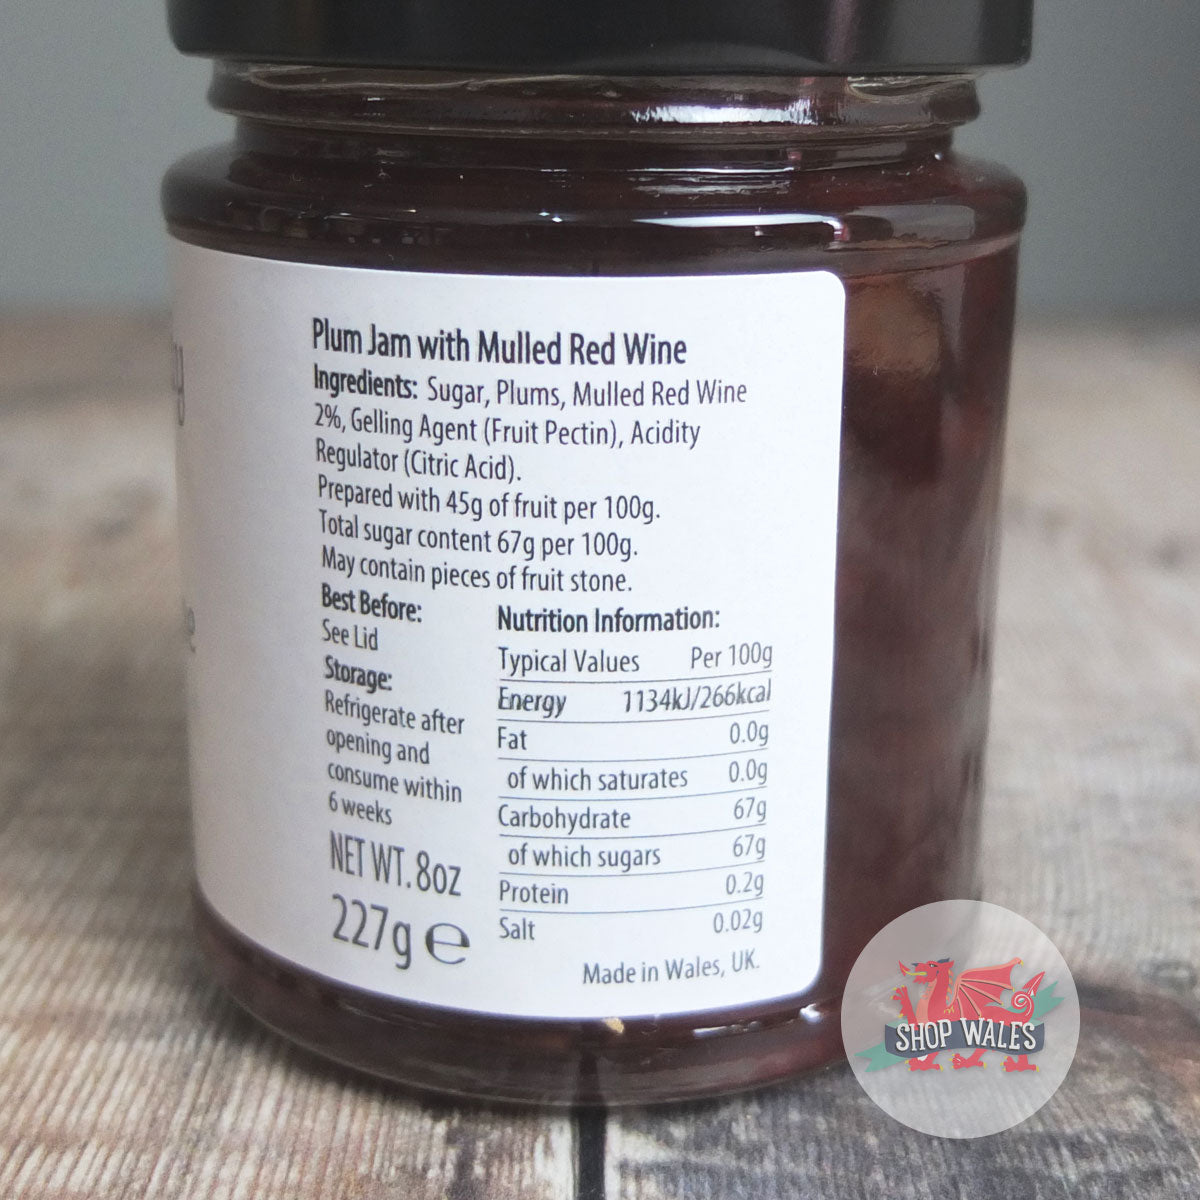 Plum Jam with Mulled Red Wine
Ingredients: Sugar, Plums, Mulled Red Wine
2%, Gelling Agent (Fruit Pectin), Acidity
Regulator (Citric Acid).
Prepared with 45g of fruit per 100g.
Total sugar content 67g per 100g.
May contain pieces of fruit stone.
Best Before:
See Lid
Storage:
Refrigerate after
opening and
consume within
6 weeks
NET WT. 8oz
227g ℮
Nutrition Information:
Typical Values Per 100g
Energy 1134kJ/266kcal
Fat 0.0g
of which saturates 0.0g
Carbohydrate 67g
of which sugars 67g
Protein 0.2g
Salt 0.02g
Made in Wales, UK.
SHOP WALES